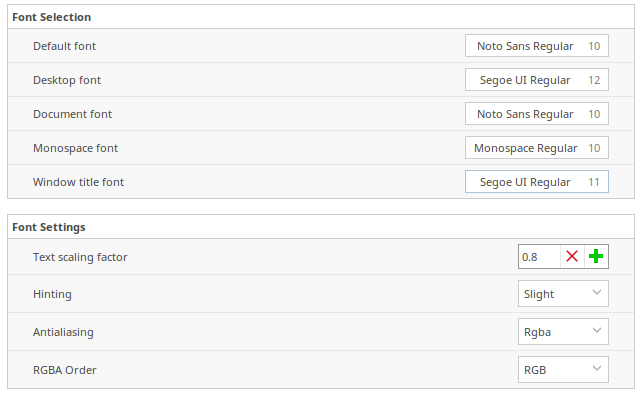 Font Selection
Default font Noto Sans Regular 10
Desktop font Segoe UI Regular 12
Document font Noto Sans Regular 10
Monospace font Monospace Regular 10
Window title font Segoe UI Regular 11
Font Settings
Text scaling factor 0.8
Hinting Slight
Antialiasing Rgba
RGBA Order RGB